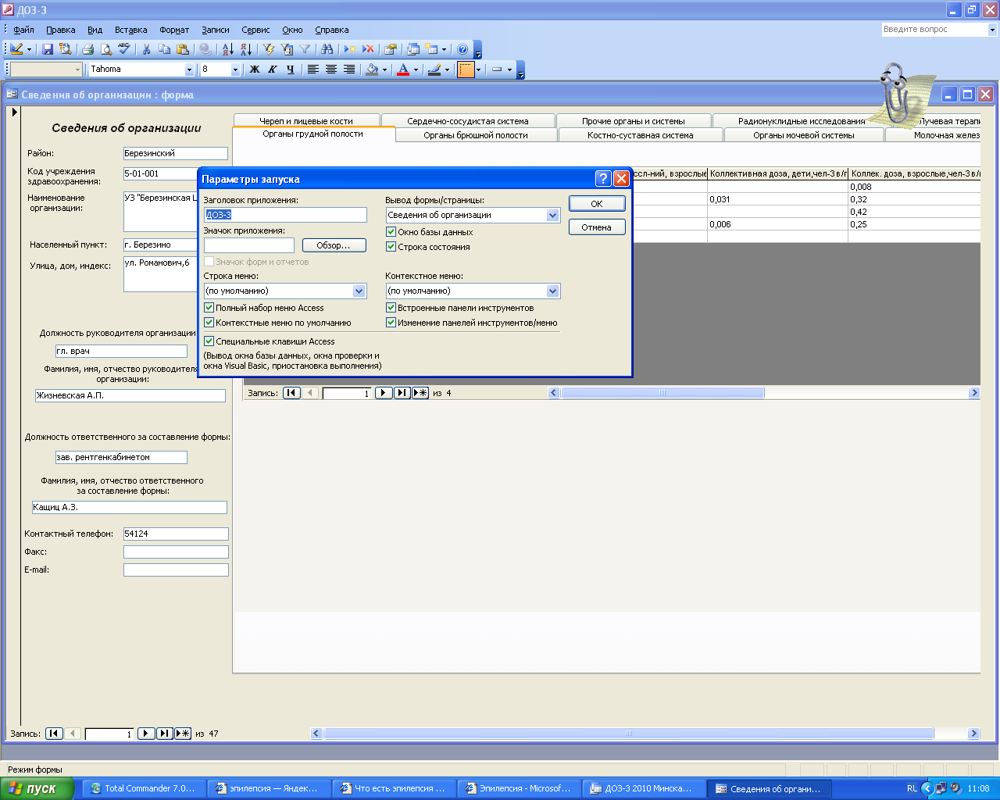 ДОЗ-3
Файл Правка Вид Вставка Формат Записи Сервис Окно Справка
Введите вопрос
Tahoma 8 Ж К Ч
Сведения об организации : форма
Сведения об организации
Череп и лицевые кости Сердечно-сосудистая система Прочие органы и системы Радионуклидные исследования Лучевая терапи
Органы грудной полости Органы брюшной полости Костно-суставная система Органы мочевой системы Молочная желез
Район: Березинский
Код учреждения здравоохранения: 5-01-001
Наименование организации: УЗ "Березинская Ц
Населенный пункт: г. Березино
Улица, дом, индекс: ул. Романович,6
Должность руководителя организации
гл. врач
Фамилия, имя, отчество руководителя
организации:
Жизневская А.П.
Должность ответственного за составление формы:
зав. рентгенкабинетом
Фамилия, имя, отчество ответственного
за составление формы:
Кащиц А.З.
Контактный телефон: 54124
Факс:
E-mail:
ссл-ний, взрослые Коллективная доза, дети,чел-Зв/г Коллек. доза, взрослые,чел-Зв/г
0,008
0,031 0,32
0,42
0,006 0,25
Параметры запуска
Заголовок приложения:
ДОЗ-3
Значок приложения:
Обзор...
Значок форм и отчетов
Строка меню:
(по умолчанию)
Полный набор меню Access
Контекстные меню по умолчанию
Вывод формы/страницы:
Сведения об организации
Окно базы данных
Строка состояния
Контекстное меню:
(по умолчанию)
Встроенные панели инструментов
Изменение панелей инструментов/меню
Специальные клавиши Access
(Вывод окна базы данных, окна проверки и
окна Visual Basic, приостановка выполнения)
ОК
Отмена
Запись: 1 из 4
Запись: 1 из 47
Режим формы
пуск Total Commander 7.0... эпилепсия — Яндек... Что есть эпилепсия ... Эпилепсия - Microsof... ДОЗ-3 2010 Минска... Сведения об органи... RL 11:08